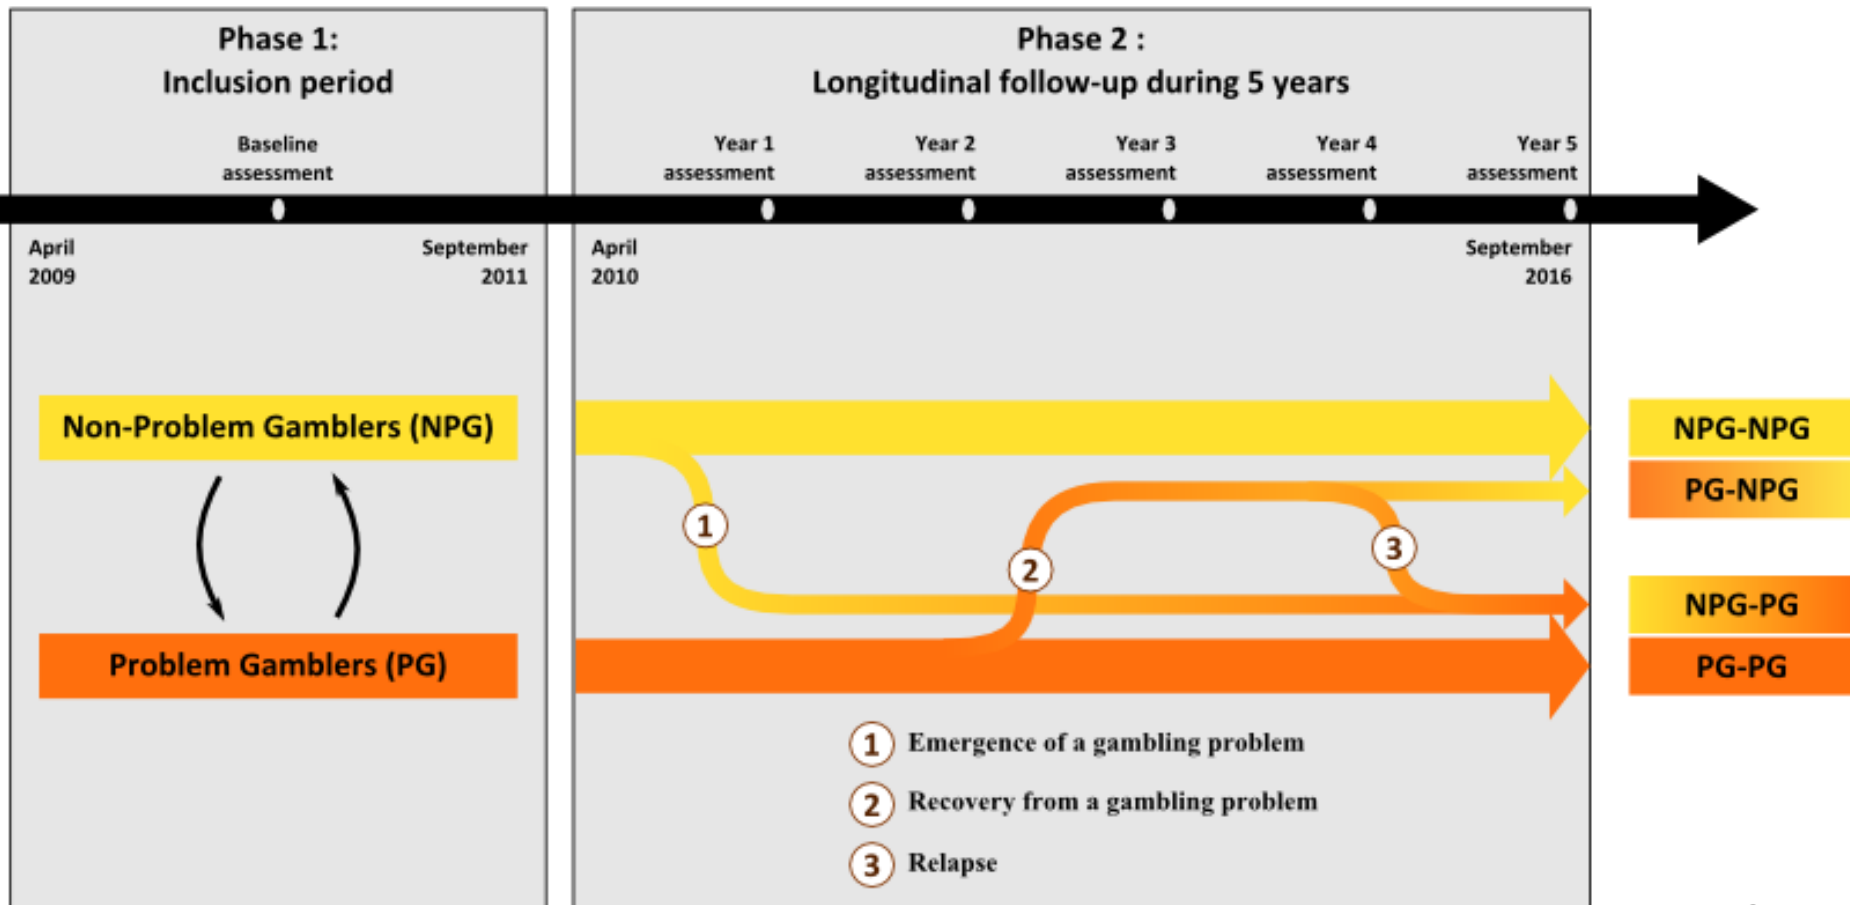 Phase 1:
Inclusion period
Baseline
assessment
April
2009
September
2011
Non-Problem Gamblers (NPG)
Problem Gamblers (PG)
Phase 2 :
Longitudinal follow-up during 5 years
Year 1
assessment
Year 2
assessment
Year 3
assessment
Year 4
assessment
Year 5
assessment
April
2010
September
2016
1
2
3
1 Emergence of a gambling problem
2 Recovery from a gambling problem
3 Relapse
NPG-NPG
PG-NPG
NPG-PG
PG-PG